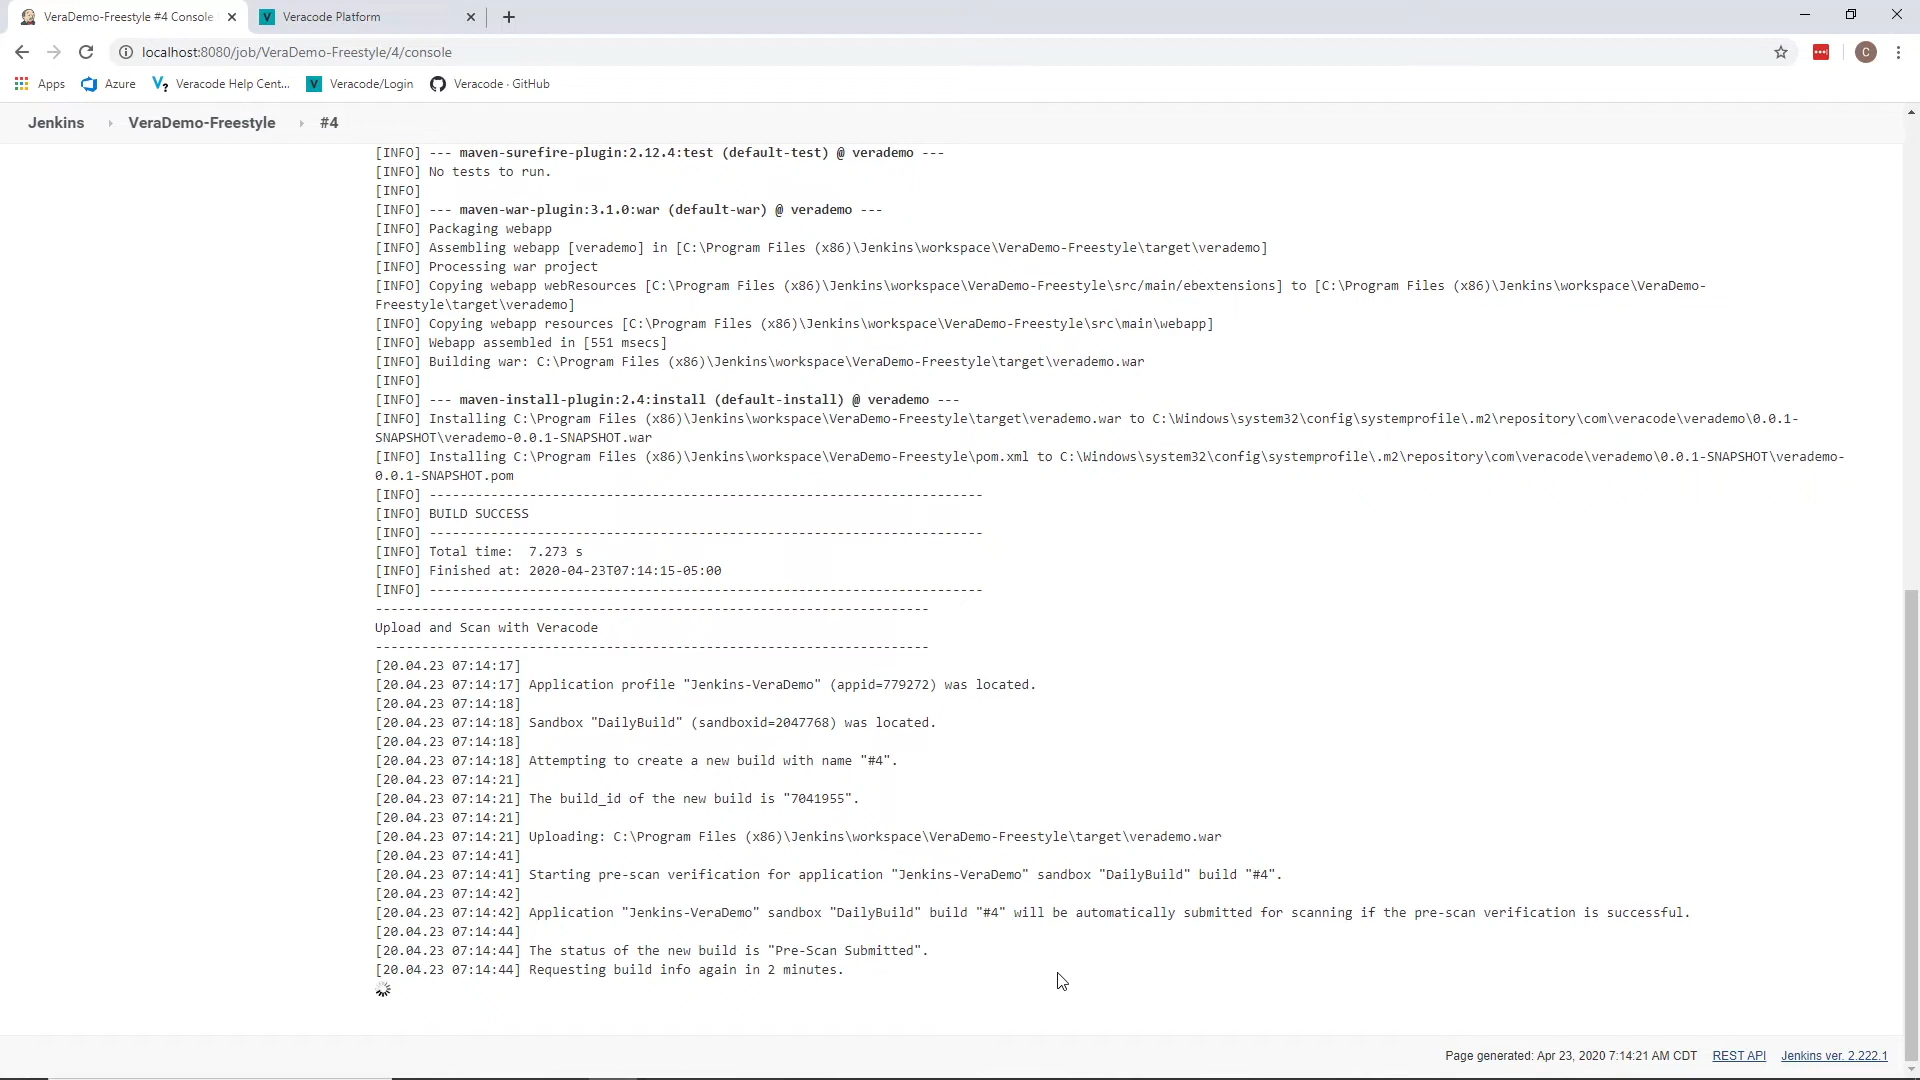 VeraDemo-Freestyle #4 Console
Veracode Platform
localhost:8080/job/VeraDemo-Freestyle/4/console
C
Apps
Azure
Veracode Help Cent...
Veracode/Login
Veracode · GitHub
Jenkins
VeraDemo-Freestyle
#4
[INFO] --- maven-surefire-plugin:2.12.4:test (default-test) @ verademo ---
[INFO] No tests to run.
[INFO]
[INFO] --- maven-war-plugin:3.1.0:war (default-war) @ verademo ---
[INFO] Packaging webapp
[INFO] Assembling webapp [verademo] in [C:\Program Files (x86)\Jenkins\workspace\VeraDemo-Freestyle\target\verademo]
[INFO] Processing war project
[INFO] Copying webapp webResources [C:\Program Files (x86)\Jenkins\workspace\VeraDemo-Freestyle\src/main/ebextensions] to [C:\Program Files (x86)\Jenkins\workspace\VeraDemo-
Freestyle\target\verademo]
[INFO] Copying webapp resources [C:\Program Files (x86)\Jenkins\workspace\VeraDemo-Freestyle\src\main\webapp]
[INFO] Webapp assembled in [551 msecs]
[INFO] Building war: C:\Program Files (x86)\Jenkins\workspace\VeraDemo-Freestyle\target\verademo.war
[INFO]
[INFO] --- maven-install-plugin:2.4:install (default-install) @ verademo ---
[INFO] Installing C:\Program Files (x86)\Jenkins\workspace\VeraDemo-Freestyle\target\verademo.war to C:\Windows\system32\config\systemprofile\.m2\repository\com\veracode\verademo\0.0.1-
SNAPSHOT\verademo-0.0.1-SNAPSHOT.war
[INFO] Installing C:\Program Files (x86)\Jenkins\workspace\VeraDemo-Freestyle\pom.xml to C:\Windows\system32\config\systemprofile\.m2\repository\com\veracode\verademo\0.0.1-SNAPSHOT\verademo-
0.0.1-SNAPSHOT.pom
[INFO] ------------------------------------------------------------------------
[INFO] BUILD SUCCESS
[INFO] ------------------------------------------------------------------------
[INFO] Total time:  7.273 s
[INFO] Finished at: 2020-04-23T07:14:15-05:00
[INFO] ------------------------------------------------------------------------
------------------------------------------------------------------------
Upload and Scan with Veracode
------------------------------------------------------------------------
[20.04.23 07:14:17]
[20.04.23 07:14:17] Application profile "Jenkins-VeraDemo" (appid=779272) was located.
[20.04.23 07:14:18]
[20.04.23 07:14:18] Sandbox "DailyBuild" (sandboxid=2047768) was located.
[20.04.23 07:14:18]
[20.04.23 07:14:18] Attempting to create a new build with name "#4".
[20.04.23 07:14:21]
[20.04.23 07:14:21] The build_id of the new build is "7041955".
[20.04.23 07:14:21]
[20.04.23 07:14:21] Uploading: C:\Program Files (x86)\Jenkins\workspace\VeraDemo-Freestyle\target\verademo.war
[20.04.23 07:14:41]
[20.04.23 07:14:41] Starting pre-scan verification for application "Jenkins-VeraDemo" sandbox "DailyBuild" build "#4".
[20.04.23 07:14:42]
[20.04.23 07:14:42] Application "Jenkins-VeraDemo" sandbox "DailyBuild" build "#4" will be automatically submitted for scanning if the pre-scan verification is successful.
[20.04.23 07:14:44]
[20.04.23 07:14:44] The status of the new build is "Pre-Scan Submitted".
[20.04.23 07:14:44] Requesting build info again in 2 minutes.
Page generated: Apr 23, 2020 7:14:21 AM CDT
REST API
Jenkins ver. 2.222.1